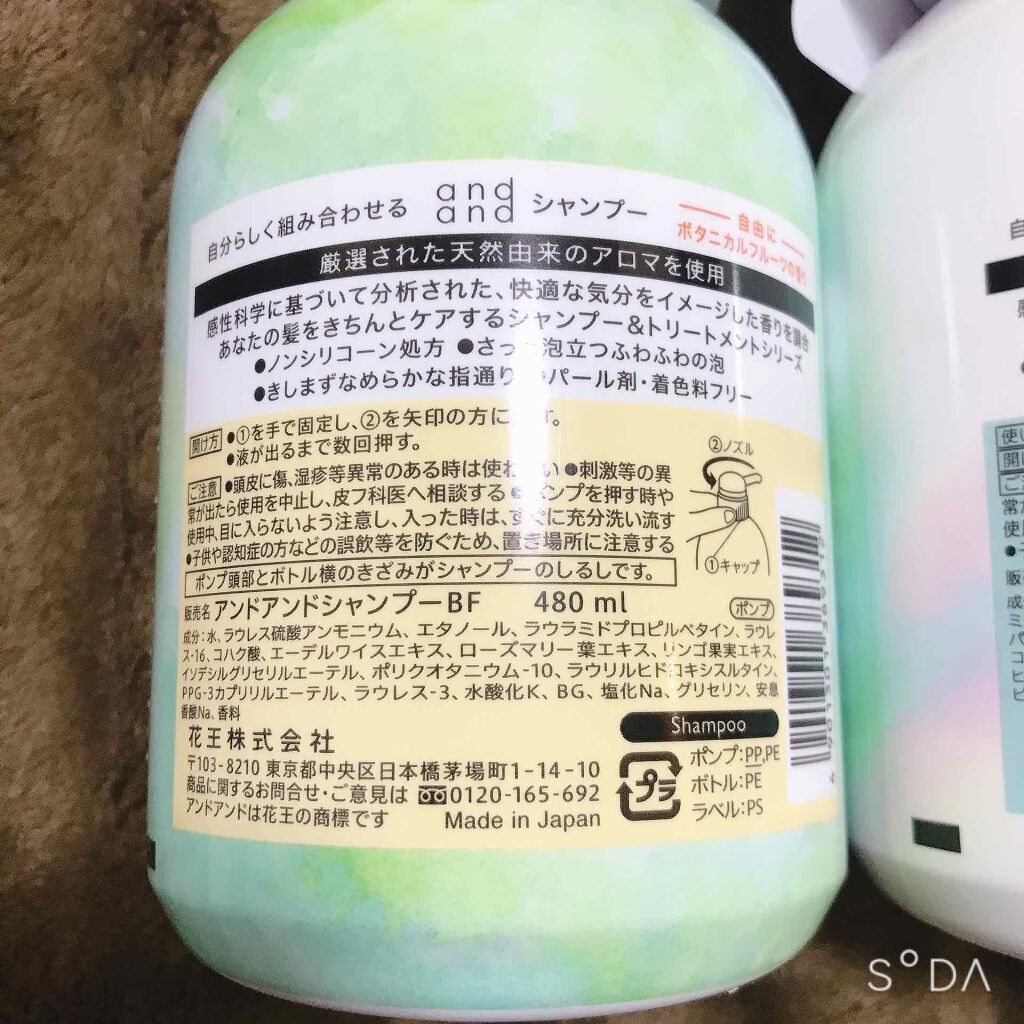 自分らしく組み合わせる and and シャンプー
自由に
ボタニカルフルーツの香り
厳選された天然由来のアロマを使用
感性科学に基づいて分析された、快適な気分をイメージした香りを調合
あなたの髪をきちんとケアするシャンプー&トリートメントシリーズ
●ノンシリコーン処方 ●さっと泡立つふわふわの泡
●きしまずなめらかな指通り ●パール剤・着色料フリー
開け方 ●①を手で固定し、②を矢印の方に す。
●液が出るまで数回押す。
②ノズル
①キャップ
ご注意 ●頭皮に傷、湿疹等異常のある時は使わ い ●刺激等の異
常が出たら使用を中止し、皮フ科医へ相談する ●ポンプを押す時や
使用中、目に入らないよう注意し、入った時は、すぐに充分洗い流す
●子供や認知症の方などの誤飲等を防ぐため、置き場所に注意する
ポンプ頭部とボトル横のきざみがシャンプーのしるしです。
販売名 アンドアンドシャンプーBF 480 ml
ポンプ
成分：水、ラウレス硫酸アンモニウム、エタノール、ラウラミドプロピルベタイン、ラウレ
ス-16、コハク酸、エーデルワイスエキス、ローズマリー葉エキス、リンゴ果実エキス、
イソデシルグリセリルエーテル、ポリクオタニウム-10、ラウリルヒドロキシスルタイン、
PPG-3カプリリルエーテル、ラウレス-3、水酸化K、BG、塩化Na、グリセリン、安息
香酸Na、香料
Shampoo
花王株式会社
〒103-8210 東京都中央区日本橋茅場町1-14-10
商品に関するお問合せ・ご意見は 0120-165-692
アンドアンドは花王の商標です Made in Japan
プラ
ポンプ：PP,PE
ボトル：PE
ラベル：PS
使い
開け
ご
常が
使用
販売
成
ミ
パ
コ
ヒ
ピ
SODA